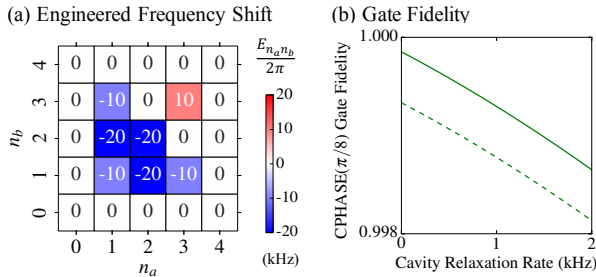 (a) Engineered Frequency Shift
4 0 0 0 0 0
3 0 -10 0 10 0
2 0 -20 -20 0 0
1 0 -10 -20 -10 0
0 0 0 0 0 0
0 1 2 3 4
n_b
n_a
E_{n_a n_b}
2π
20
10
0
-10
-20
(kHz)
(b) Gate Fidelity
1.000
0.998
CPHASE(π/8) Gate Fidelity
0 1 2
Cavity Relaxation Rate (kHz)